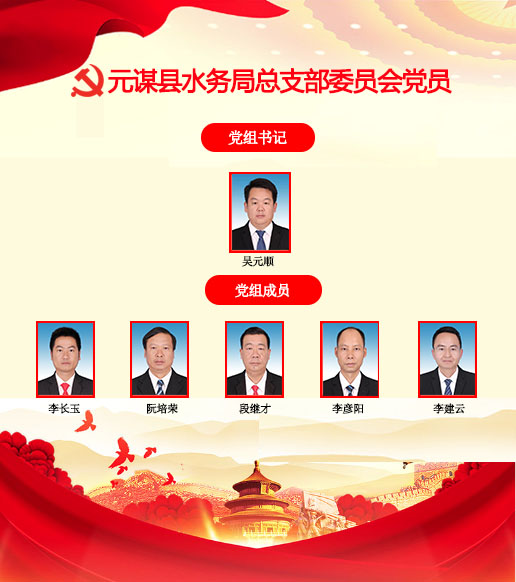 元谋县水务局总支部委员会党员
党组书记
吴元顺
党组成员
李长玉 阮培荣 段继才 李彦阳 李建云